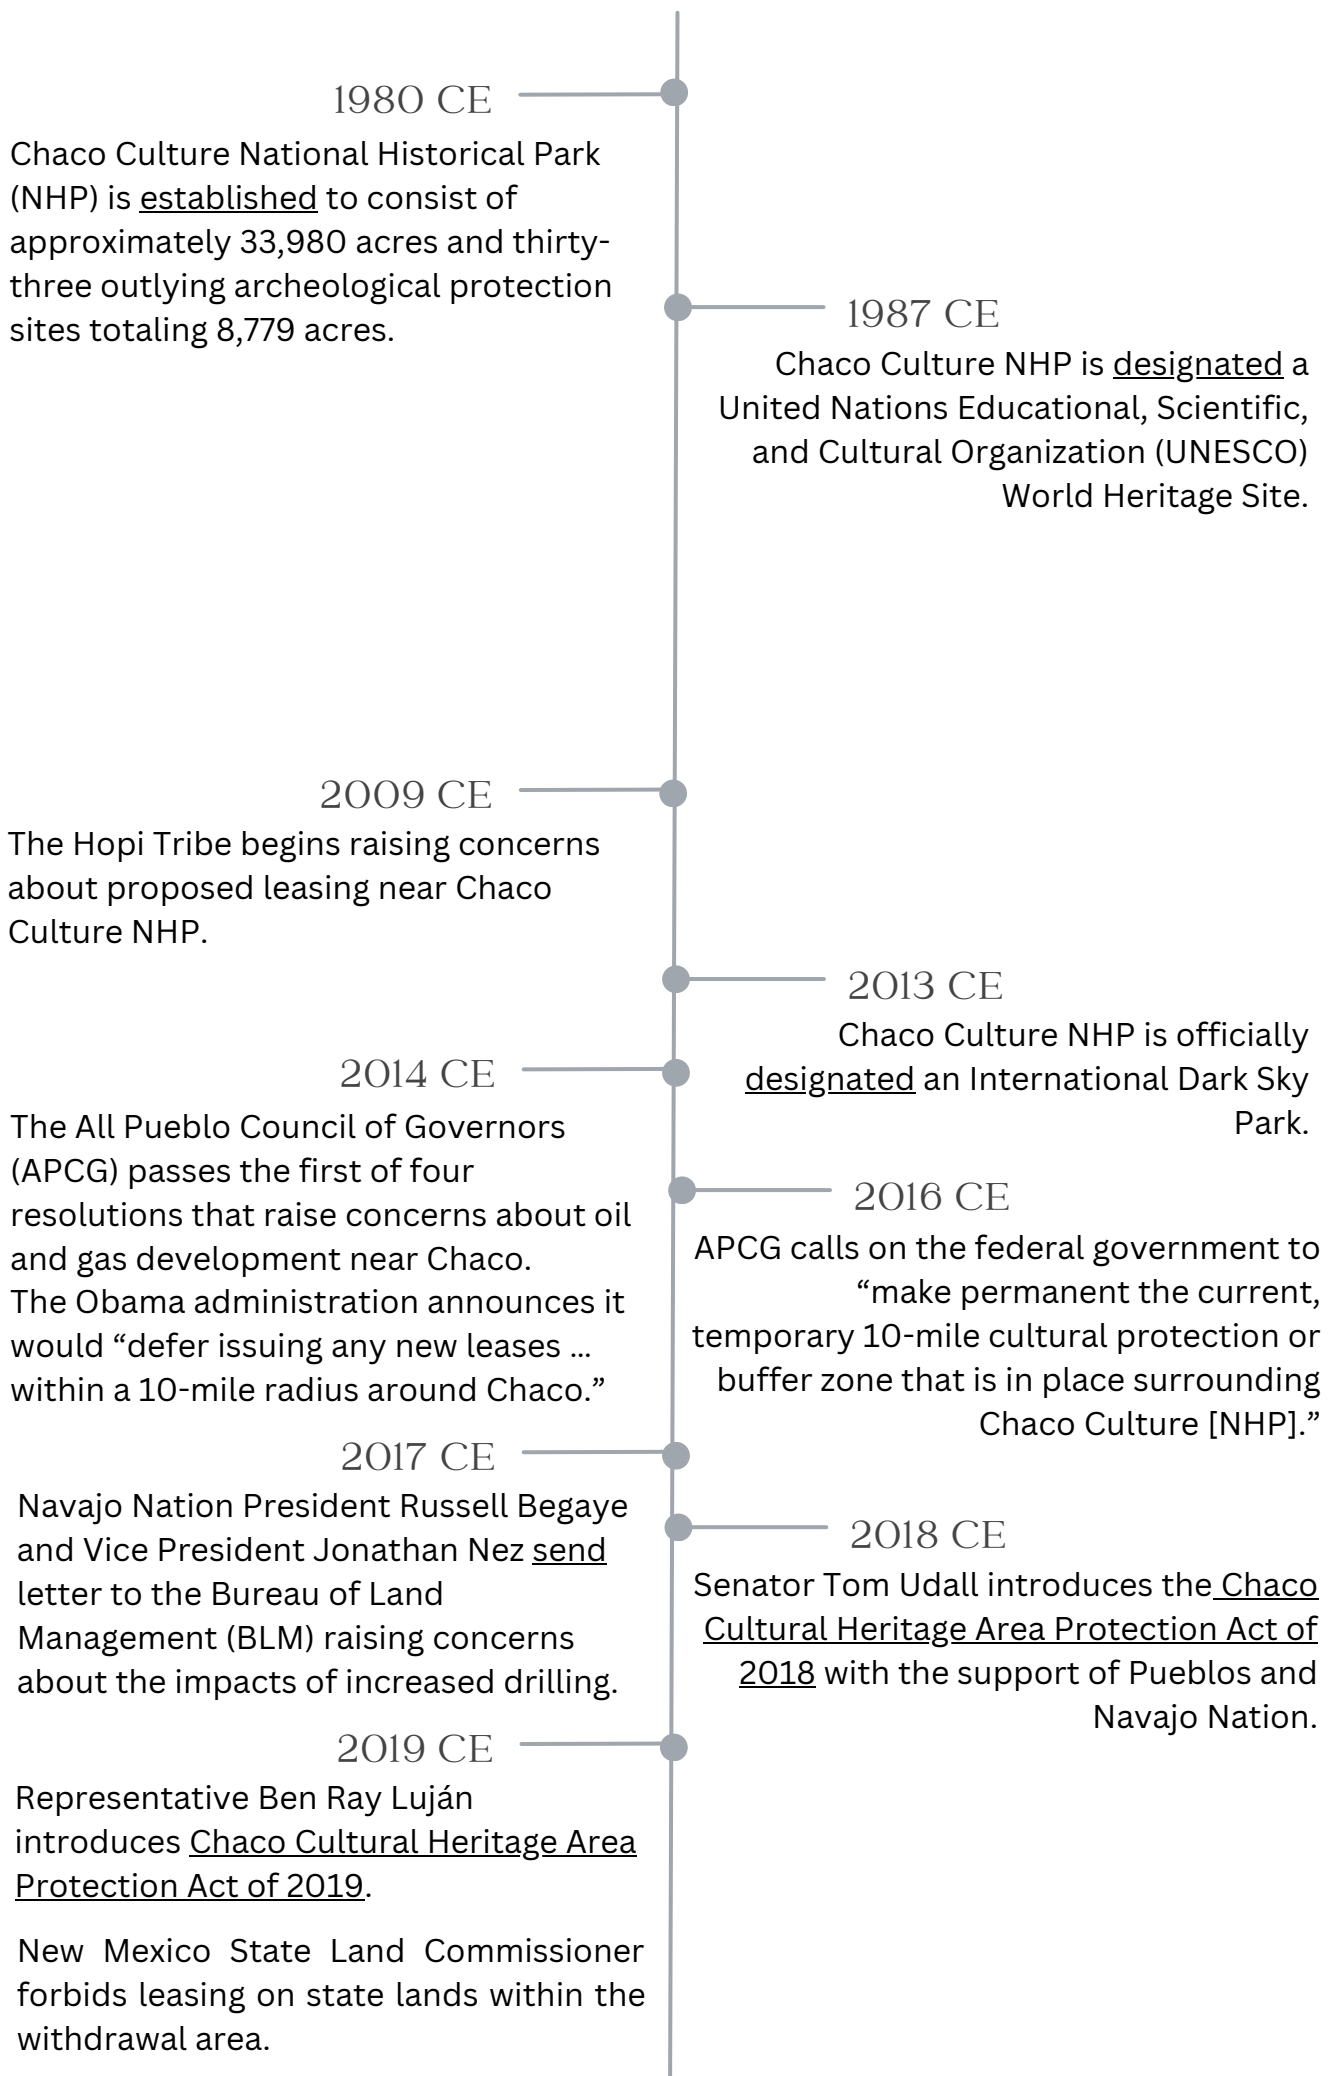 1980 CE
Chaco Culture National Historical Park
(NHP) is established to consist of
approximately 33,980 acres and thirty-
three outlying archeological protection
sites totaling 8,779 acres.
1987 CE
Chaco Culture NHP is designated a
United Nations Educational, Scientific,
and Cultural Organization (UNESCO)
World Heritage Site.
2009 CE
The Hopi Tribe begins raising concerns
about proposed leasing near Chaco
Culture NHP.
2013 CE
Chaco Culture NHP is officially
designated an International Dark Sky
Park.
2014 CE
The All Pueblo Council of Governors
(APCG) passes the first of four
resolutions that raise concerns about oil
and gas development near Chaco.
The Obama administration announces it
would “defer issuing any new leases ...
within a 10-mile radius around Chaco.”
2016 CE
APCG calls on the federal government to
“make permanent the current,
temporary 10-mile cultural protection or
buffer zone that is in place surrounding
Chaco Culture [NHP].”
2017 CE
Navajo Nation President Russell Begaye
and Vice President Jonathan Nez send
letter to the Bureau of Land
Management (BLM) raising concerns
about the impacts of increased drilling.
2018 CE
Senator Tom Udall introduces the Chaco
Cultural Heritage Area Protection Act of
2018 with the support of Pueblos and
Navajo Nation.
2019 CE
Representative Ben Ray Luján
introduces Chaco Cultural Heritage Area
Protection Act of 2019.
New Mexico State Land Commissioner
forbids leasing on state lands within the
withdrawal area.